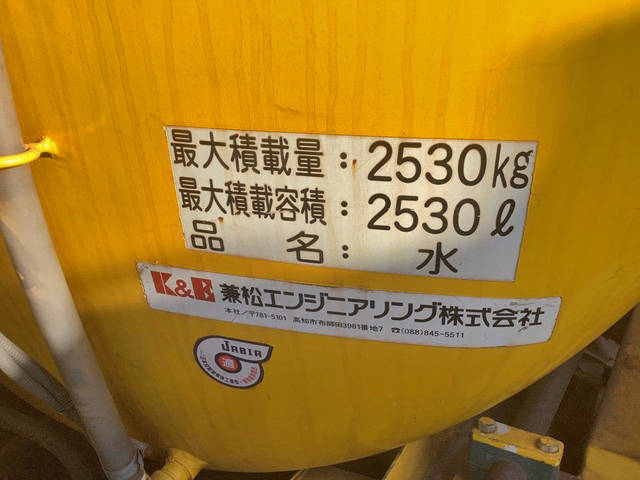 最大積載量：2530kg
最大積載容積：2530ℓ
品名：水
K&E 兼松エンジニアリング株式会社
本社／〒781-5101 高知市布師田3981番地7 ☎(088)845-5511
JABIA
適